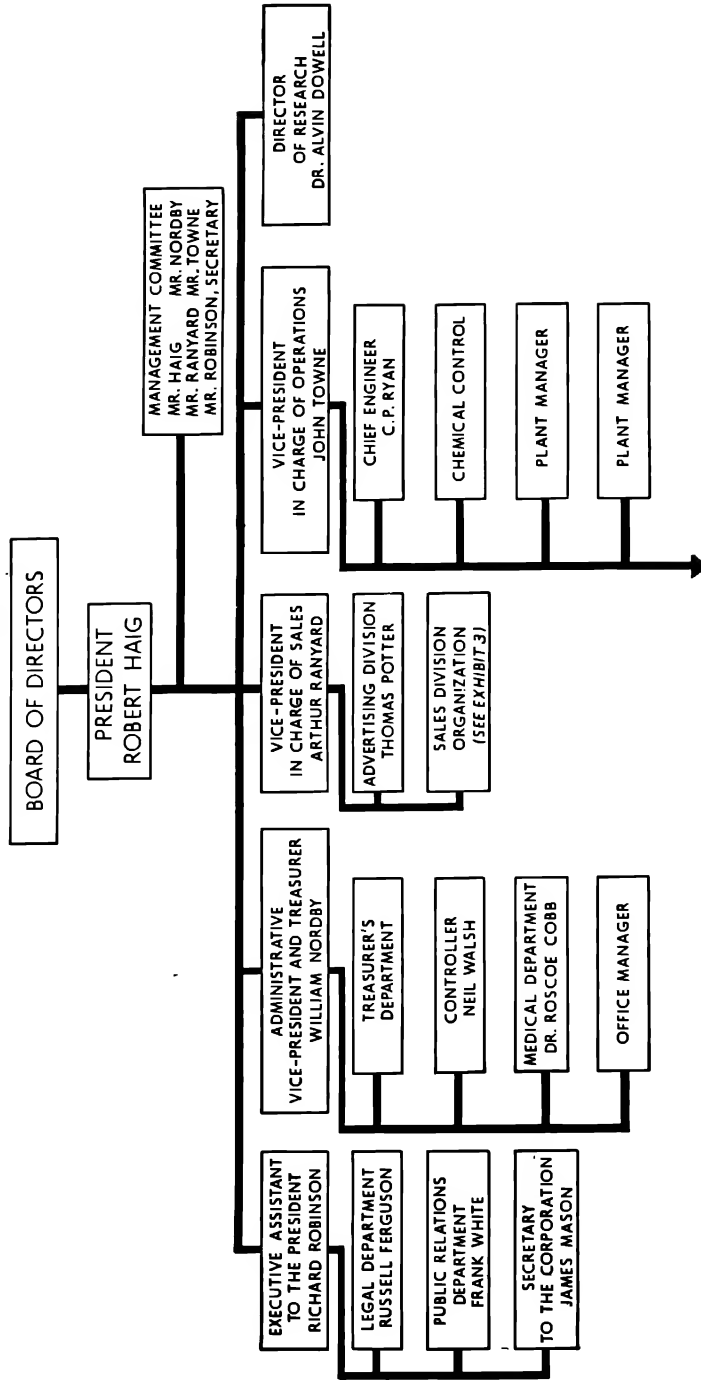 BOARD OF DIRECTORS
PRESIDENT
ROBERT HAIG
MANAGEMENT COMMITTEE
MR. HAIG MR. NORDBY
MR. RANYARD MR. TOWNE
MR. ROBINSON, SECRETARY
EXECUTIVE ASSISTANT
TO THE PRESIDENT
RICHARD ROBINSON
LEGAL DEPARTMENT
RUSSELL FERGUSON
PUBLIC RELATIONS
DEPARTMENT
FRANK WHITE
SECRETARY
TO THE CORPORATION
JAMES MASON
ADMINISTRATIVE
VICE-PRESIDENT AND TREASURER
WILLIAM NORDBY
TREASURER'S
DEPARTMENT
CONTROLLER
NEIL WALSH
MEDICAL DEPARTMENT
DR. ROSCOE COBB
OFFICE MANAGER
VICE-PRESIDENT
IN CHARGE OF SALES
ARTHUR RANYARD
ADVERTISING DIVISION
THOMAS POTTER
SALES DIVISION
ORGANIZATION
(SEE EXHIBIT 3)
VICE-PRESIDENT
IN CHARGE OF OPERATIONS
JOHN TOWNE
CHIEF ENGINEER
C.P. RYAN
CHEMICAL CONTROL
PLANT MANAGER
PLANT MANAGER
DIRECTOR
OF RESEARCH
DR. ALVIN DOWELL